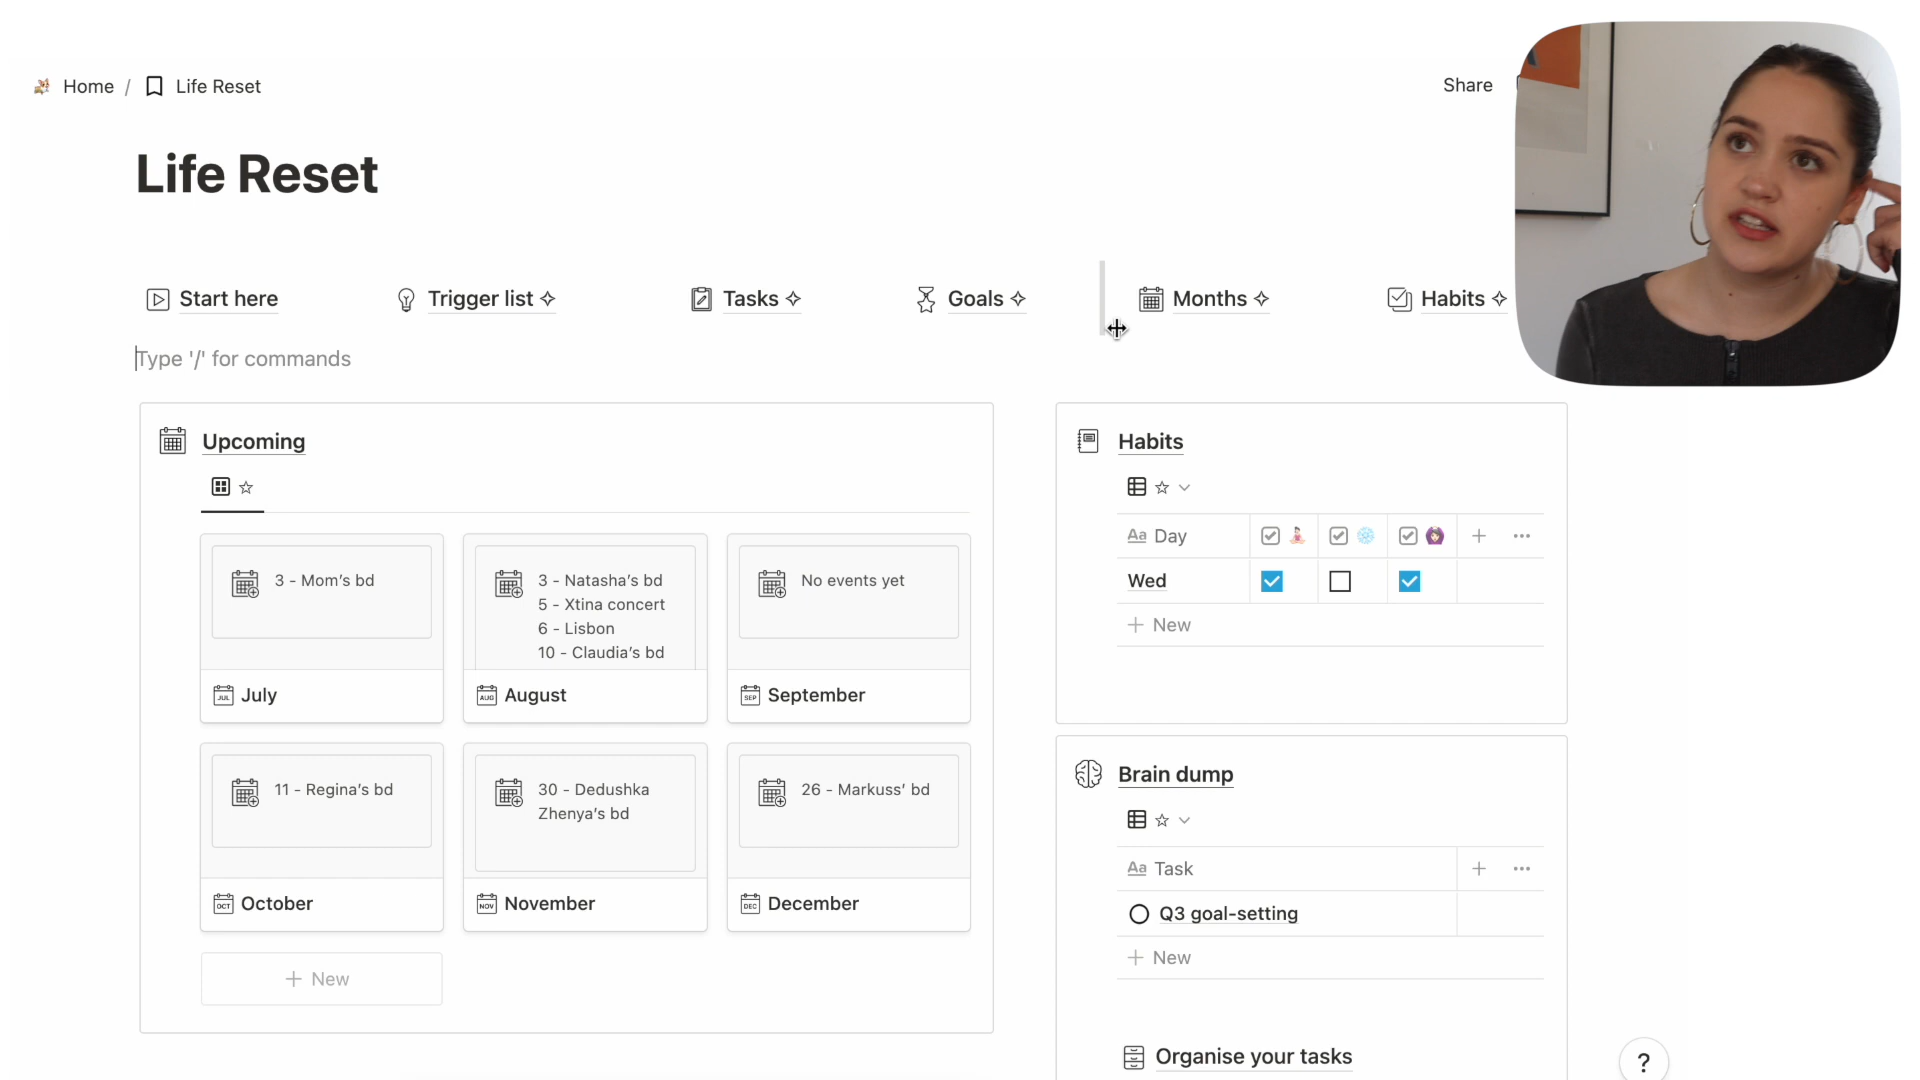 Home / Life Reset
Share
Life Reset
Start here
Trigger list
Tasks
Goals
Months
Habits
Type '/' for commands
Upcoming
3 - Mom's bd
July
3 - Natasha's bd
5 - Xtina concert
6 - Lisbon
10 - Claudia's bd
August
No events yet
September
11 - Regina's bd
October
30 - Dedushka
Zhenya's bd
November
26 - Markuss' bd
December
+ New
Habits
Aa Day
Wed
+ New
Brain dump
Aa Task
Q3 goal-setting
+ New
Organise your tasks
?